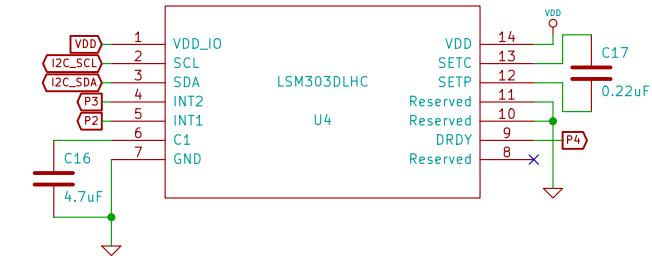 VDD 1 VDD_IO
I2C_SCL 2 SCL
I2C_SDA 3 SDA
P3 4 INT2
P2 5 INT1
6 C1
7 GND
C16
4.7uF
LSM303DLHC
U4
VDD
VDD 14
SETC 13
SETP 12
Reserved 11
Reserved 10
DRDY 9 P4
Reserved 8
C17
0.22uF